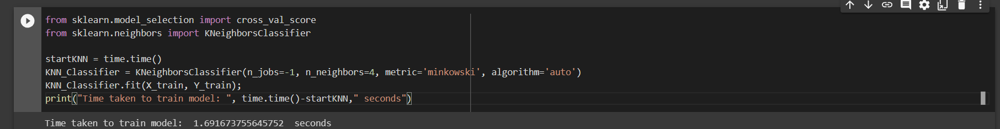 from sklearn.model_selection import cross_val_score
from sklearn.neighbors import KNeighborsClassifier
startKNN = time.time()
KNN_Classifier = KNeighborsClassifier(n_jobs=-1, n_neighbors=4, metric='minkowski', algorithm='auto')
KNN_Classifier.fit(X_train, Y_train);
print("Time taken to train model: ", time.time()-startKNN," seconds")
Time taken to train model:  1.691673755645752  seconds